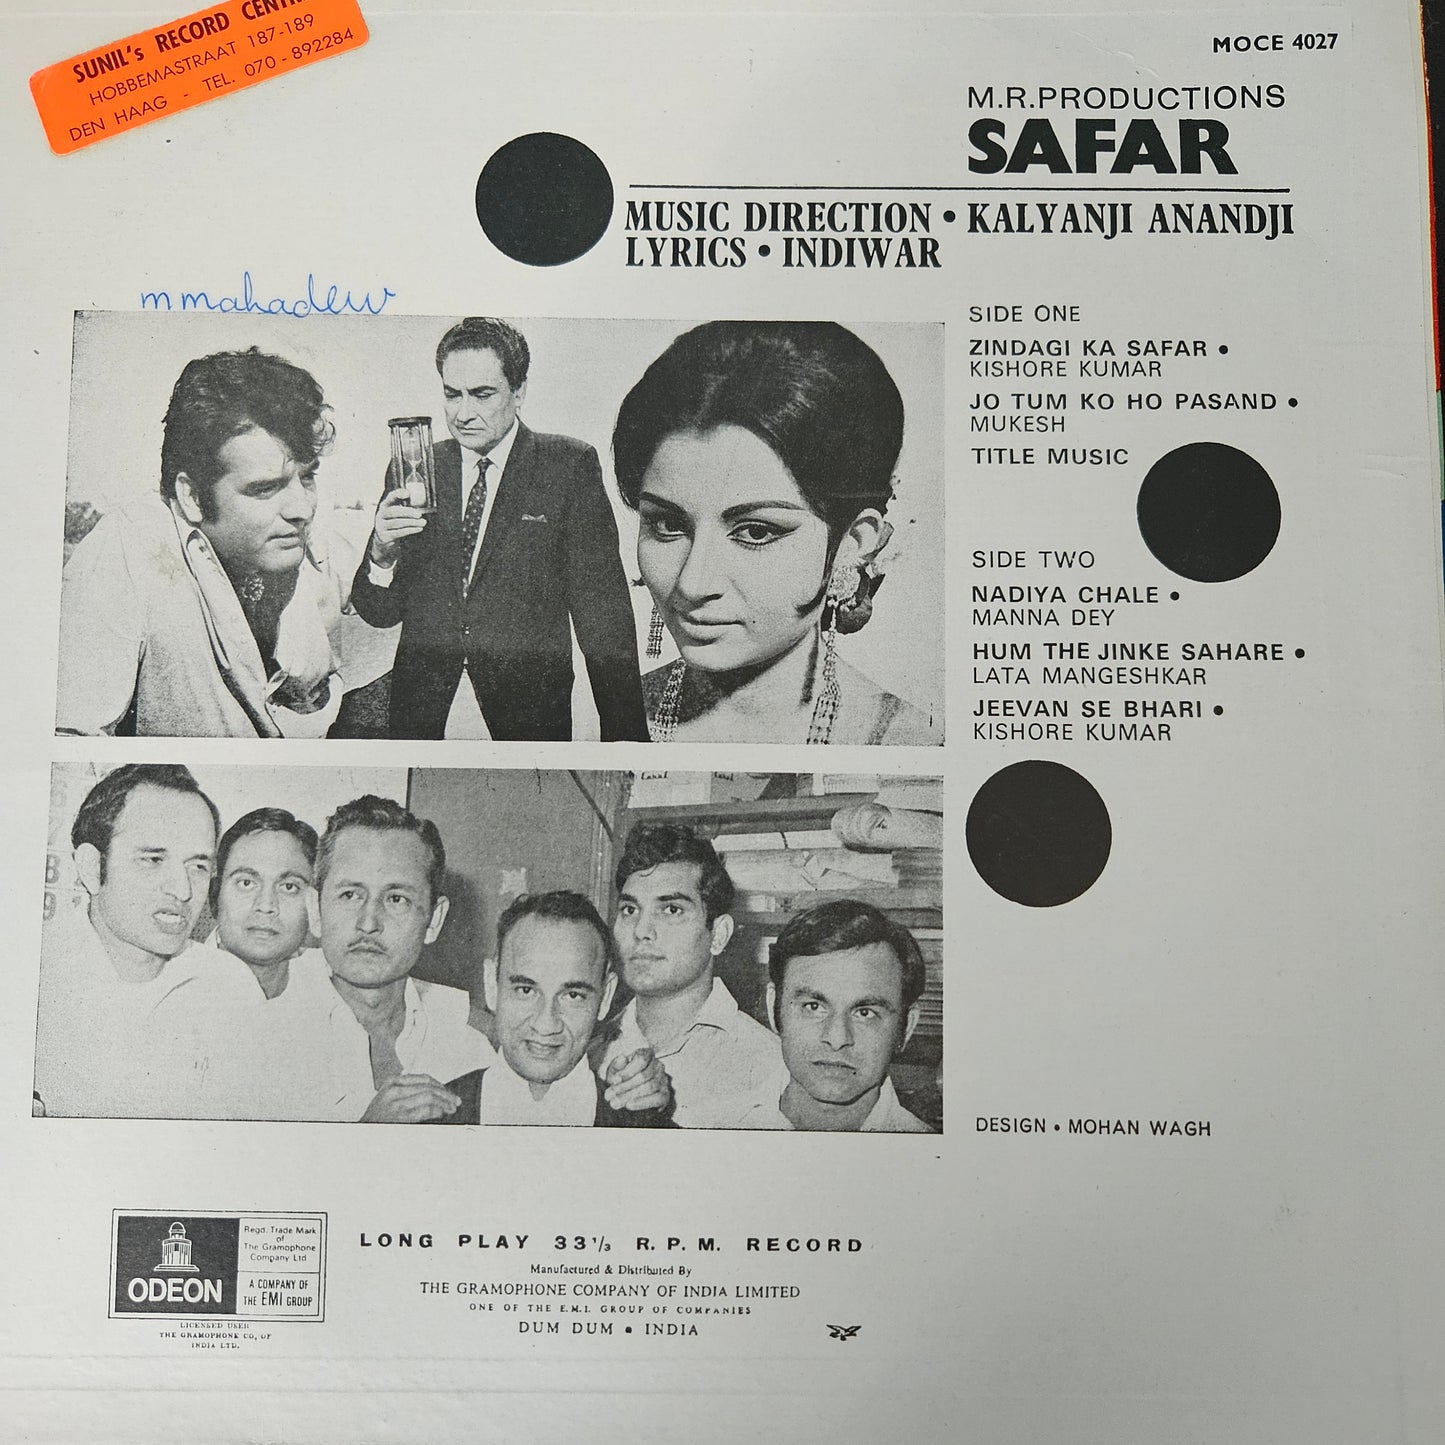 SUNIL's RECORD
HOBBEMASTRAAT 187-189
DEN HAAG - TEL. 070 - 892284
MOCE 4027
M.R.PRODUCTIONS
SAFAR
MUSIC DIRECTION • KALYANJI ANANDJI
LYRICS • INDIWAR
mmahadew
SIDE ONE
ZINDAGI KA SAFAR •
KISHORE KUMAR
JO TUM KO HO PASAND •
MUKESH
TITLE MUSIC
SIDE TWO
NADIYA CHALE •
MANNA DEY
HUM THE JINKE SAHARE •
LATA MANGESHKAR
JEEVAN SE BHARI •
KISHORE KUMAR
DESIGN • MOHAN WAGH
ODEON
Regd. Trade Mark
of
The Gramophone
Company Ltd
A COMPANY OF
THE EMI GROUP
LICENSED USER
THE GRAMOPHONE CO, OF
INDIA LTD.
LONG PLAY 33 1/3 R. P. M. RECORD
Manufactured & Distributed By
THE GRAMOPHONE COMPANY OF INDIA LIMITED
ONE OF THE E.M.I. GROUP OF COMPANIES
DUM DUM • INDIA